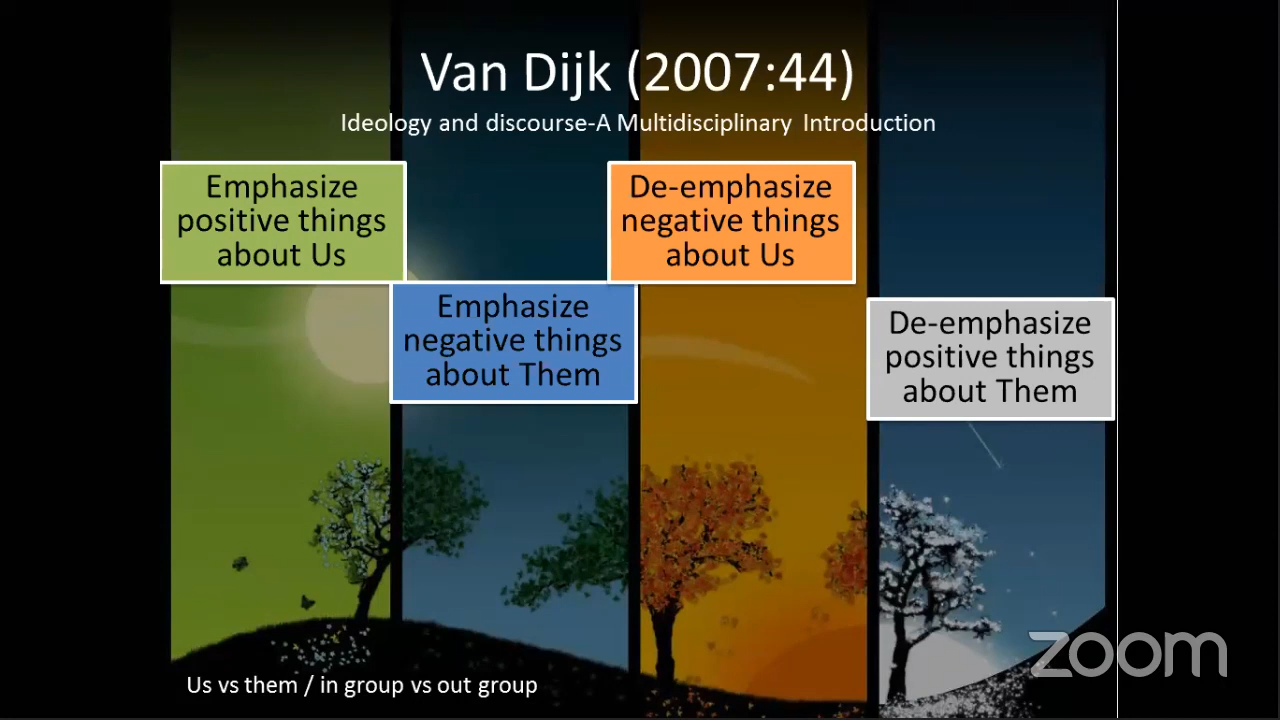 Van Dijk (2007:44)
Ideology and discourse-A Multidisciplinary Introduction
Emphasize
positive things
about Us
Emphasize
negative things
about Them
De-emphasize
negative things
about Us
De-emphasize
positive things
about Them
Us vs them / in group vs out group
zoom